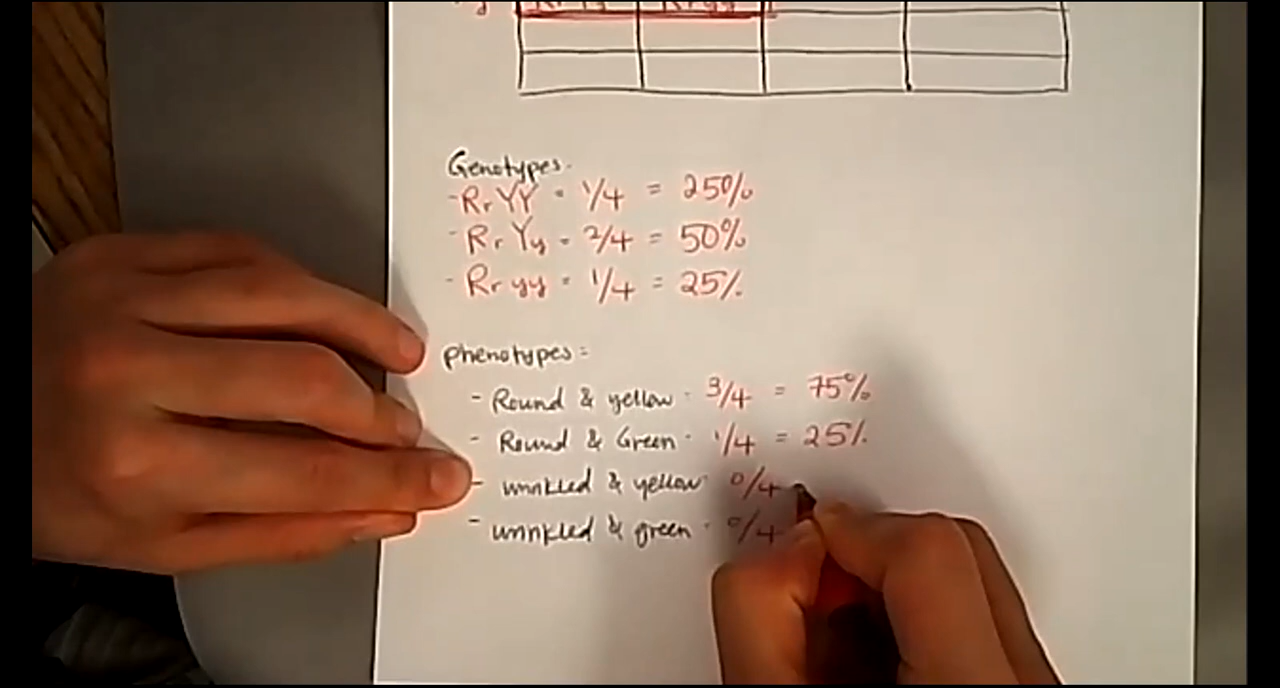 Rryy
Genotypes.
- RrYY - 1/4 = 25%
- RrYy - 2/4 = 50%
- Rryy - 1/4 = 25%
phenotypes =
- Round & yellow - 3/4 = 75%
- Round & Green - 1/4 = 25%
- wrinkled & yellow - 0/4
- wrinkled & green - 0/4